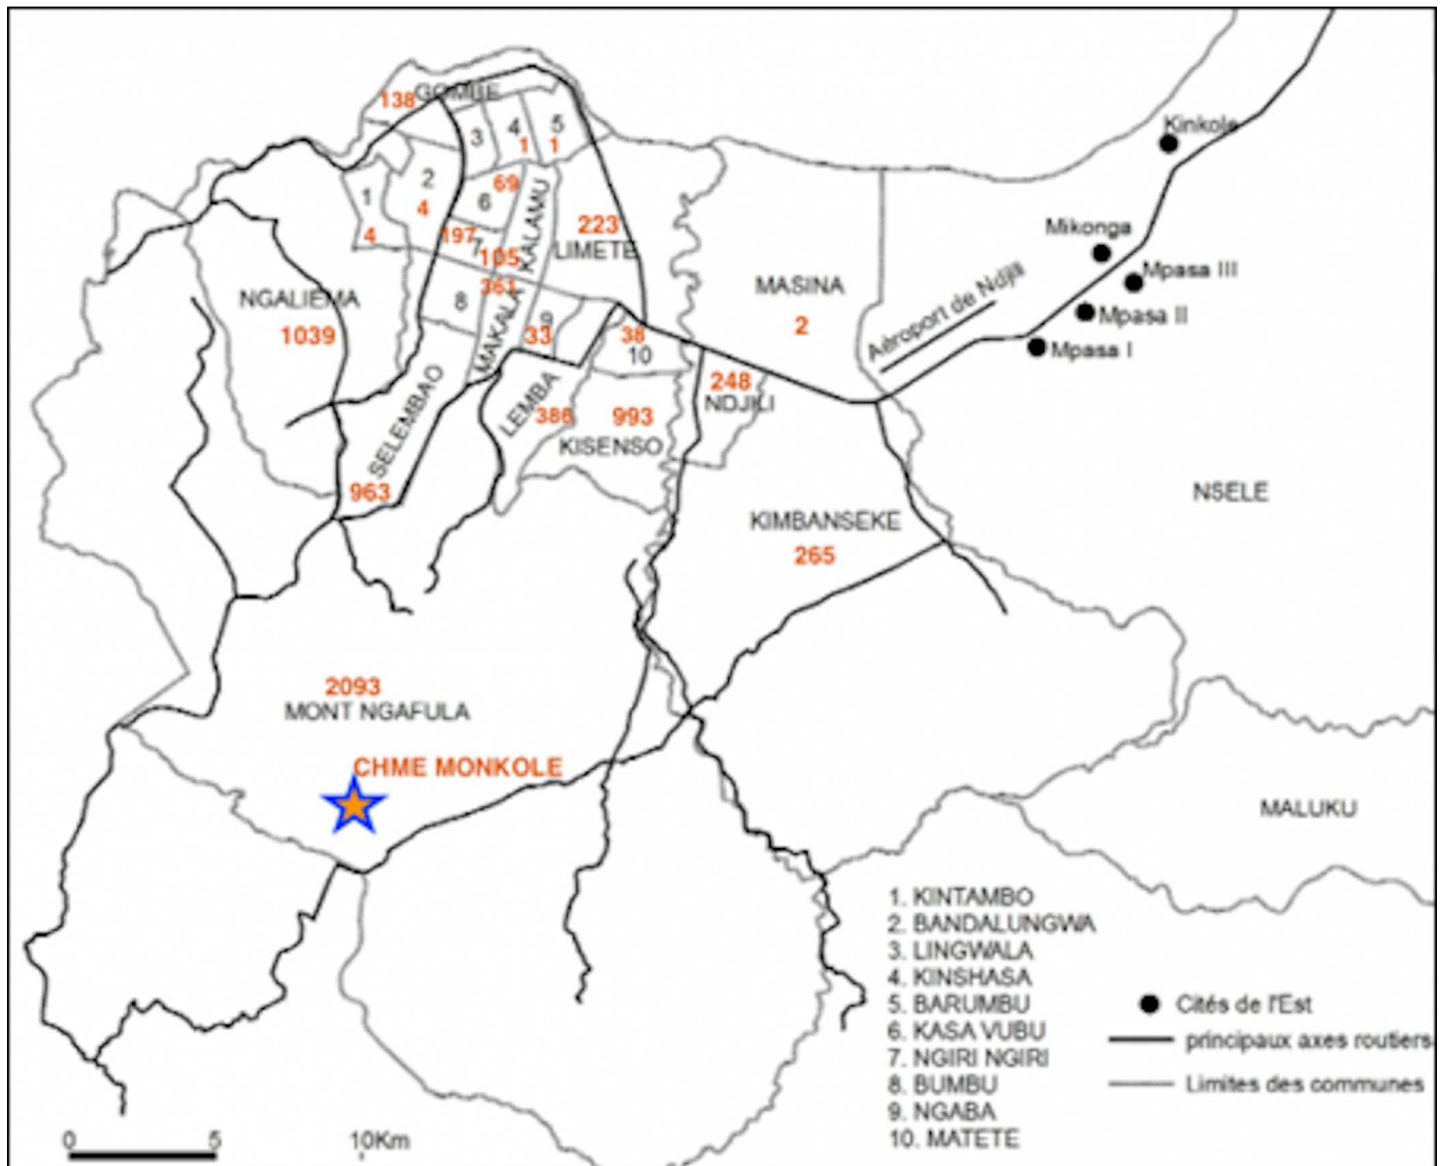 GOMBE
138
3
4
5
1
1
Kinkole
1
2
69
6
4
4
KALAMU
197
7
223
LIMETE
105
Mikonga
Mpasa III
MASINA
Aéroport de Ndjili
361
NGALIEMA
8
MAKALA
9
Mpasa II
1039
33
38
2
10
Mpasa I
248
NDJILI
SELEMBAO
LEMBA
386
993
KISENSO
963
NSELE
KIMBANSEKE
265
2093
MONT NGAFULA
CHME MONKOLE
MALUKU
1. KINTAMBO
2. BANDALUNGWA
3. LINGWALA
4. KINSHASA
5. BARUMBU
6. KASA VUBU
7. NGIRI NGIRI
8. BUMBU
9. NGABA
10. MATETE
Cités de l'Est
principaux axes routiers
Limites des communes
0 5 10Km